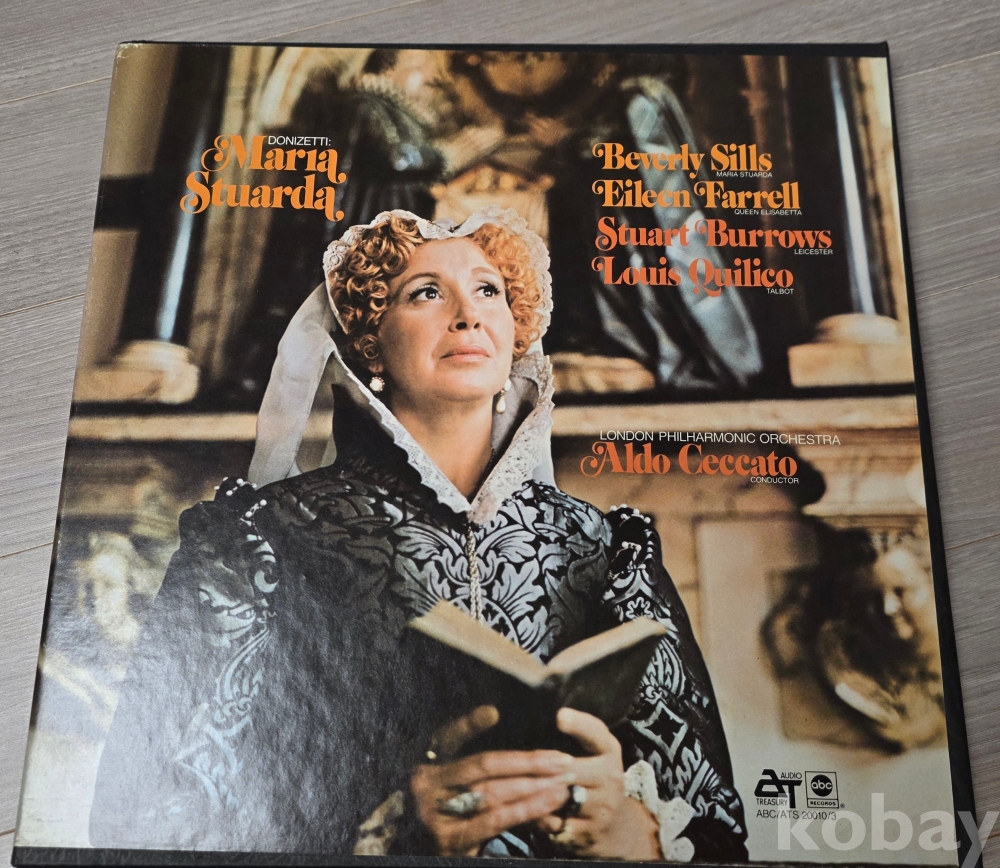 DONIZETTI:
Maria
Stuarda
Beverly Sills
MARIA STUARDA
Eileen Farrell
QUEEN ELISABETTA
Stuart Burrows
LEICESTER
Louis Quilico
TALBOT
LONDON PHILHARMONIC ORCHESTRA
Aldo Ceccato
CONDUCTOR
AT AUDIO TREASURY
abc RECORDS ®
ABC/ATS 20010/3
kobay